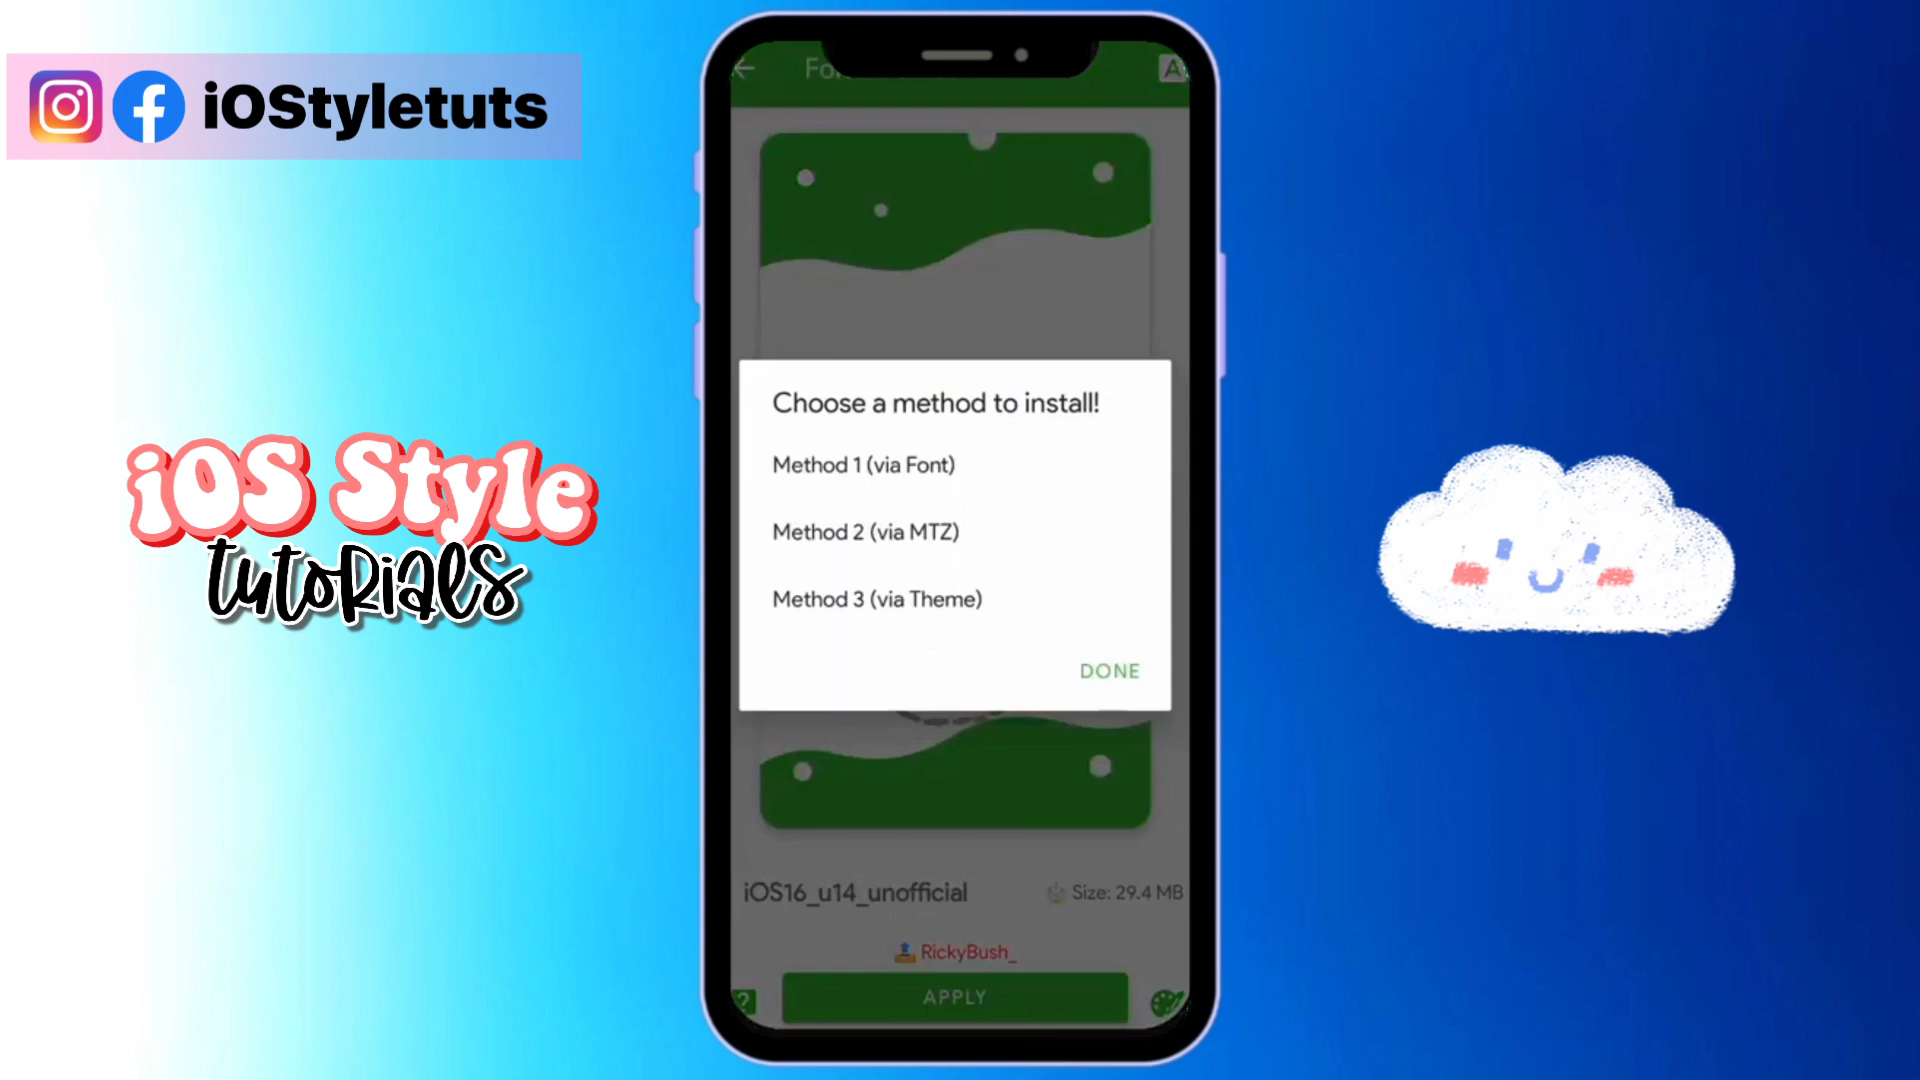 iOStyletuts
iOS Style
tutorials
A
Choose a method to install!
Method 1 (via Font)
Method 2 (via MTZ)
Method 3 (via Theme)
DONE
iOS16_u14_unofficial
Size: 29.4 MB
RickyBush_
APPLY
?